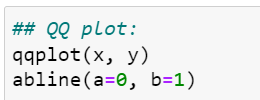 ## QQ plot:
qqplot(x, y)
abline(a=0, b=1)